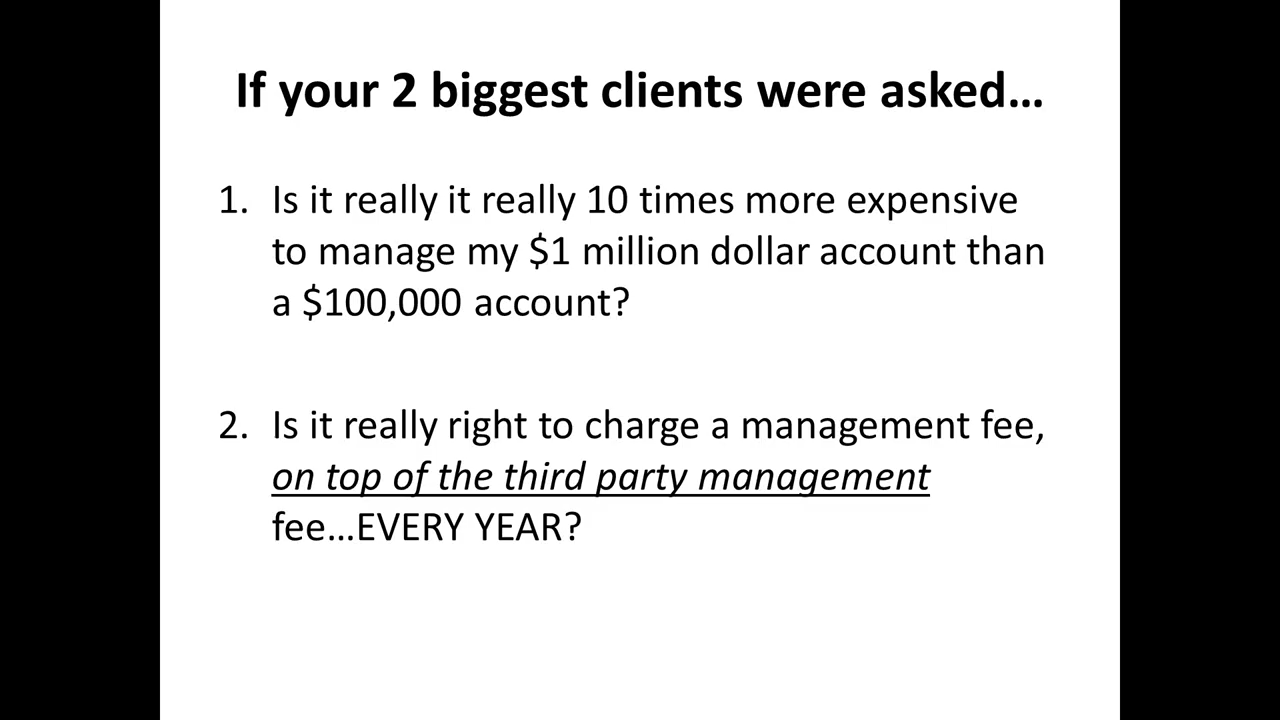 If your 2 biggest clients were asked...
1. Is it really it really 10 times more expensive
to manage my $1 million dollar account than
a $100,000 account?
2. Is it really right to charge a management fee,
on top of the third party management
fee...EVERY YEAR?